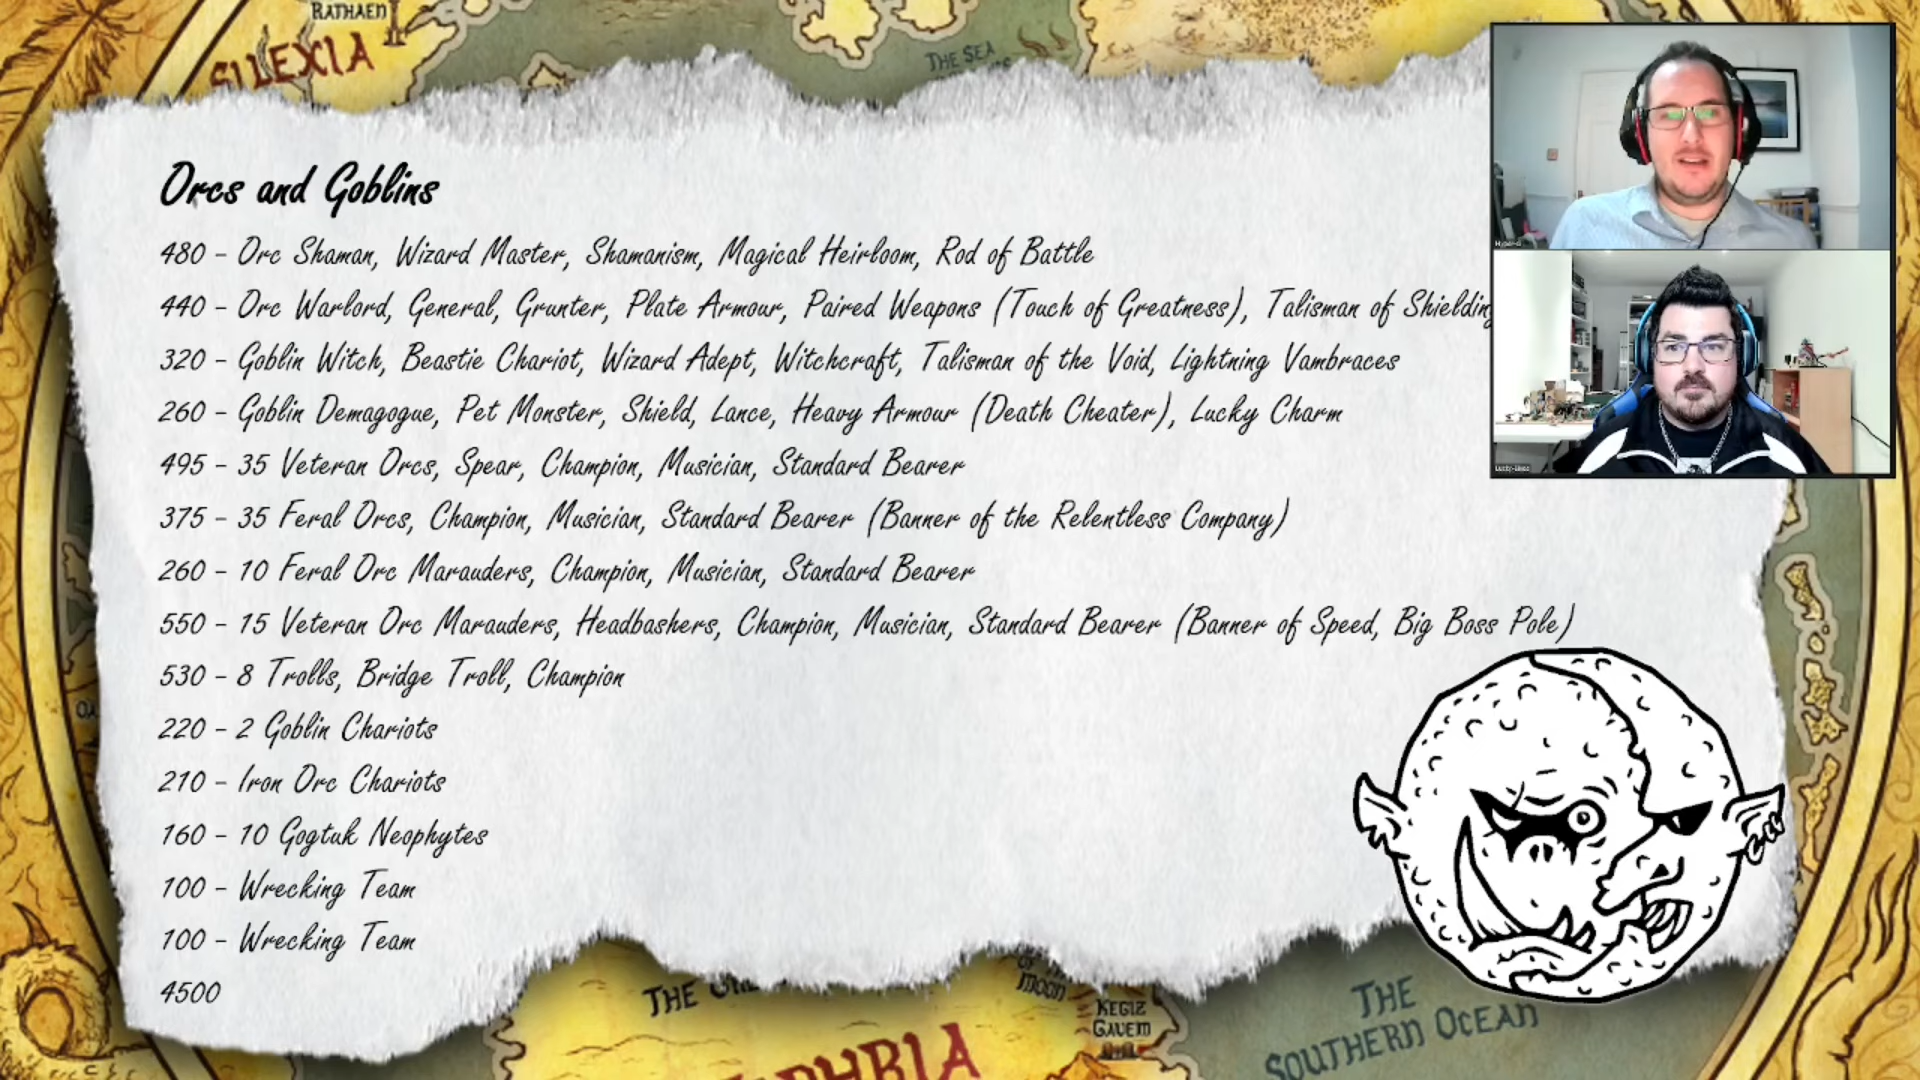 RATHAEN
SILEXIA
THE SEA
Orcs and Goblins
480 - Orc Shaman, Wizard Master, Shamanism, Magical Heirloom, Rod of Battle
440 - Orc Warlord, General, Grunter, Plate Armour, Paired Weapons (Touch of Greatness), Talisman of Shielding
320 - Goblin Witch, Beastie Chariot, Wizard Adept, Witchcraft, Talisman of the Void, Lightning Vambraces
260 - Goblin Demagogue, Pet Monster, Shield, Lance, Heavy Armour (Death Cheater), Lucky Charm
495 - 35 Veteran Orcs, Spear, Champion, Musician, Standard Bearer
375 - 35 Feral Orcs, Champion, Musician, Standard Bearer (Banner of the Relentless Company)
260 - 10 Feral Orc Marauders, Champion, Musician, Standard Bearer
550 - 15 Veteran Orc Marauders, Headbashers, Champion, Musician, Standard Bearer (Banner of Speed, Big Boss Pole)
530 - 8 Trolls, Bridge Troll, Champion
220 - 2 Goblin Chariots
210 - Iron Orc Chariots
160 - 10 Gogtuk Neophytes
100 - Wrecking Team
100 - Wrecking Team
4500
THE
Moon
KEGIZ
GAVEM
THE
SOUTHERN OCEAN